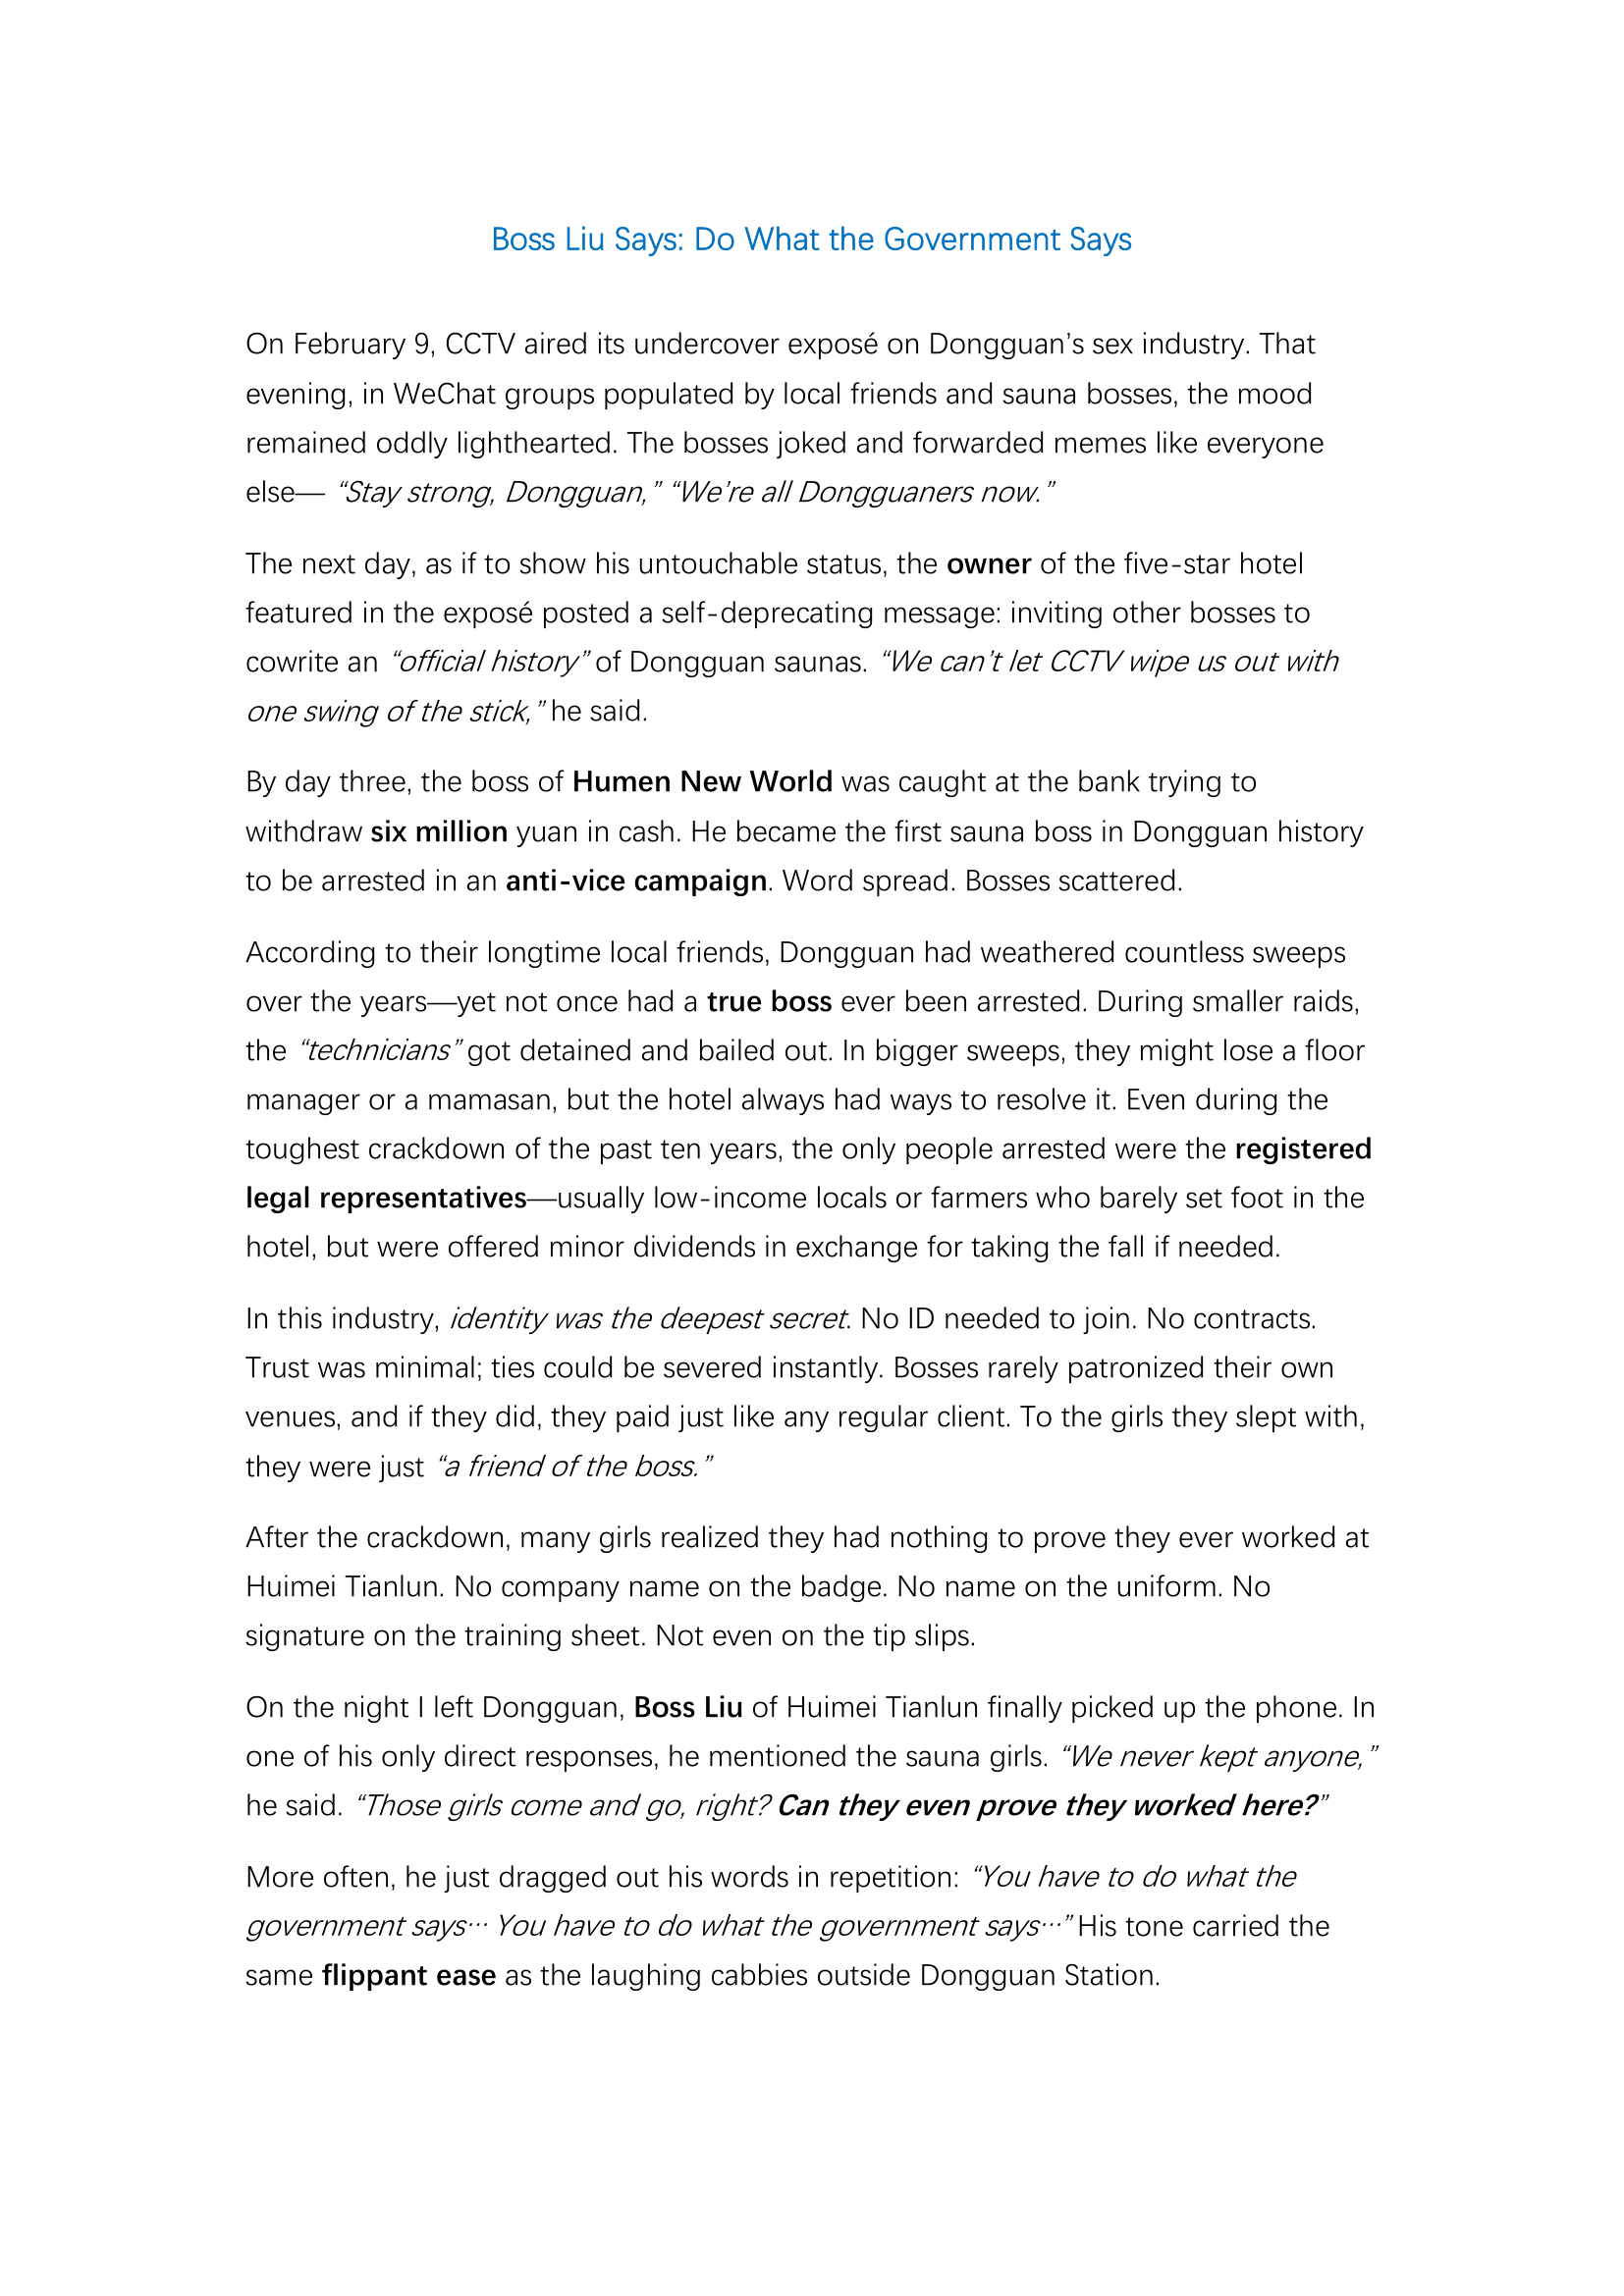 Boss Liu Says: Do What the Government Says
On February 9, CCTV aired its undercover exposé on Dongguan’s sex industry. That
evening, in WeChat groups populated by local friends and sauna bosses, the mood
remained oddly lighthearted. The bosses joked and forwarded memes like everyone
else— “Stay strong, Dongguan,” “We’re all Dongguaners now.”
The next day, as if to show his untouchable status, the owner of the five-star hotel
featured in the exposé posted a self-deprecating message: inviting other bosses to
cowrite an “official history” of Dongguan saunas. “We can’t let CCTV wipe us out with
one swing of the stick,” he said.
By day three, the boss of Humen New World was caught at the bank trying to
withdraw six million yuan in cash. He became the first sauna boss in Dongguan history
to be arrested in an anti-vice campaign. Word spread. Bosses scattered.
According to their longtime local friends, Dongguan had weathered countless sweeps
over the years—yet not once had a true boss ever been arrested. During smaller raids,
the “technicians” got detained and bailed out. In bigger sweeps, they might lose a floor
manager or a mamasan, but the hotel always had ways to resolve it. Even during the
toughest crackdown of the past ten years, the only people arrested were the registered
legal representatives—usually low-income locals or farmers who barely set foot in the
hotel, but were offered minor dividends in exchange for taking the fall if needed.
In this industry, identity was the deepest secret. No ID needed to join. No contracts.
Trust was minimal; ties could be severed instantly. Bosses rarely patronized their own
venues, and if they did, they paid just like any regular client. To the girls they slept with,
they were just “a friend of the boss.”
After the crackdown, many girls realized they had nothing to prove they ever worked at
Huimei Tianlun. No company name on the badge. No name on the uniform. No
signature on the training sheet. Not even on the tip slips.
On the night I left Dongguan, Boss Liu of Huimei Tianlun finally picked up the phone. In
one of his only direct responses, he mentioned the sauna girls. “We never kept anyone,”
he said. “Those girls come and go, right? Can they even prove they worked here?”
More often, he just dragged out his words in repetition: “You have to do what the
government says… You have to do what the government says…” His tone carried the
same flippant ease as the laughing cabbies outside Dongguan Station.